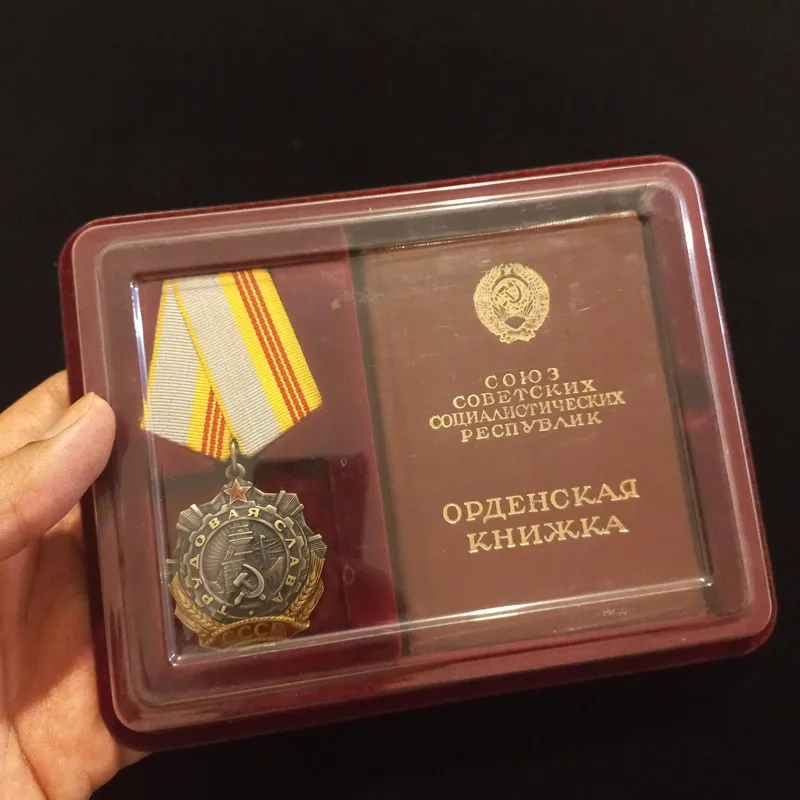 ТРУДОВАЯ СЛАВА
СССР
СОЮЗ
СОВЕТСКИХ
СОЦИАЛИСТИЧЕСКИХ
РЕСПУБЛИК
ОРДЕНСКАЯ
КНИЖКА